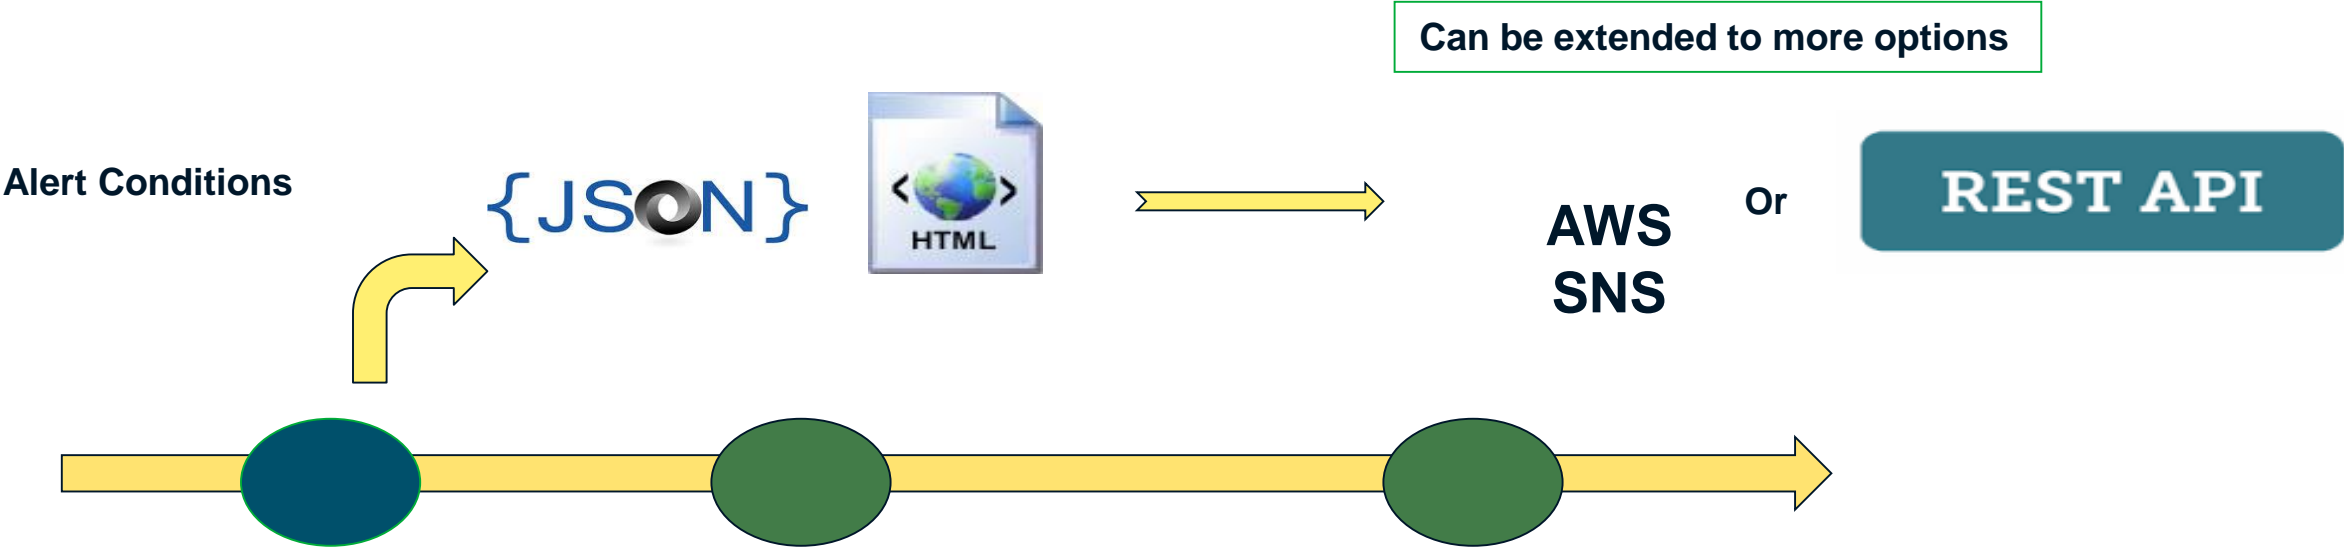 Can be extended to more options
Alert Conditions
{JSON}
< >
HTML
AWS
SNS
Or
REST API